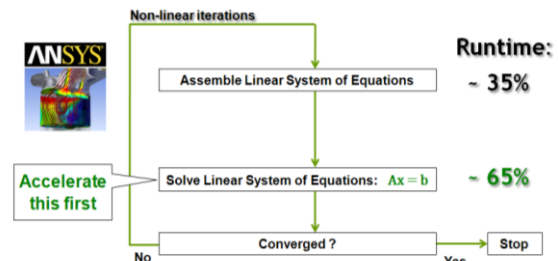 Non-linear iterations
ANSYS
Runtime:
Assemble Linear System of Equations
~ 35%
Accelerate
this first
Solve Linear System of Equations: Ax = b
~ 65%
Converged ?
Stop
No
Yes